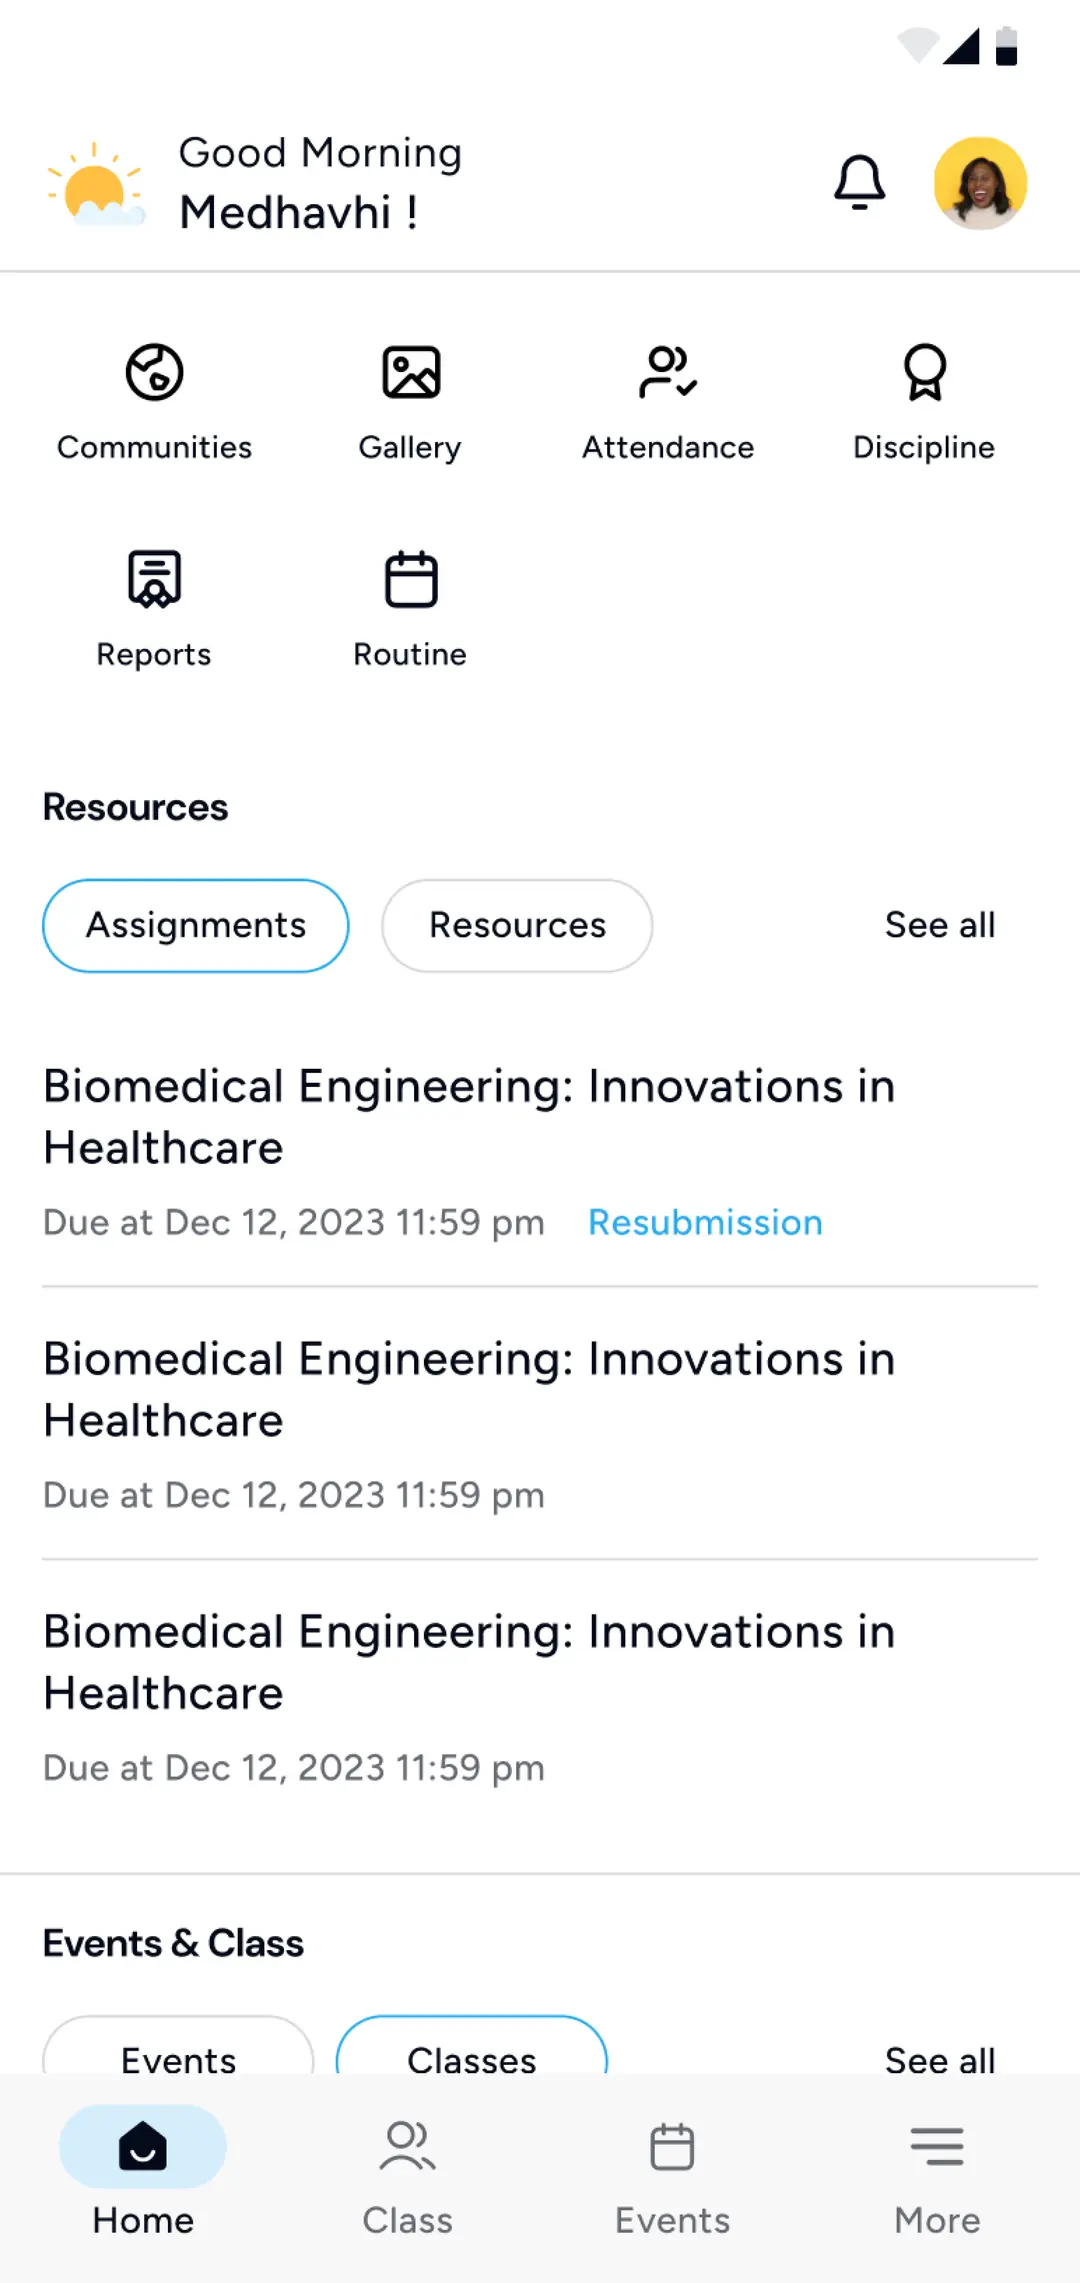 Good Morning
Medhavhi !
Communities
Gallery
Attendance
Discipline
Reports
Routine
Resources
Assignments
Resources
See all
Biomedical Engineering: Innovations in
Healthcare
Due at Dec 12, 2023 11:59 pm Resubmission
Biomedical Engineering: Innovations in
Healthcare
Due at Dec 12, 2023 11:59 pm
Biomedical Engineering: Innovations in
Healthcare
Due at Dec 12, 2023 11:59 pm
Events & Class
Events
Classes
See all
Home
Class
Events
More